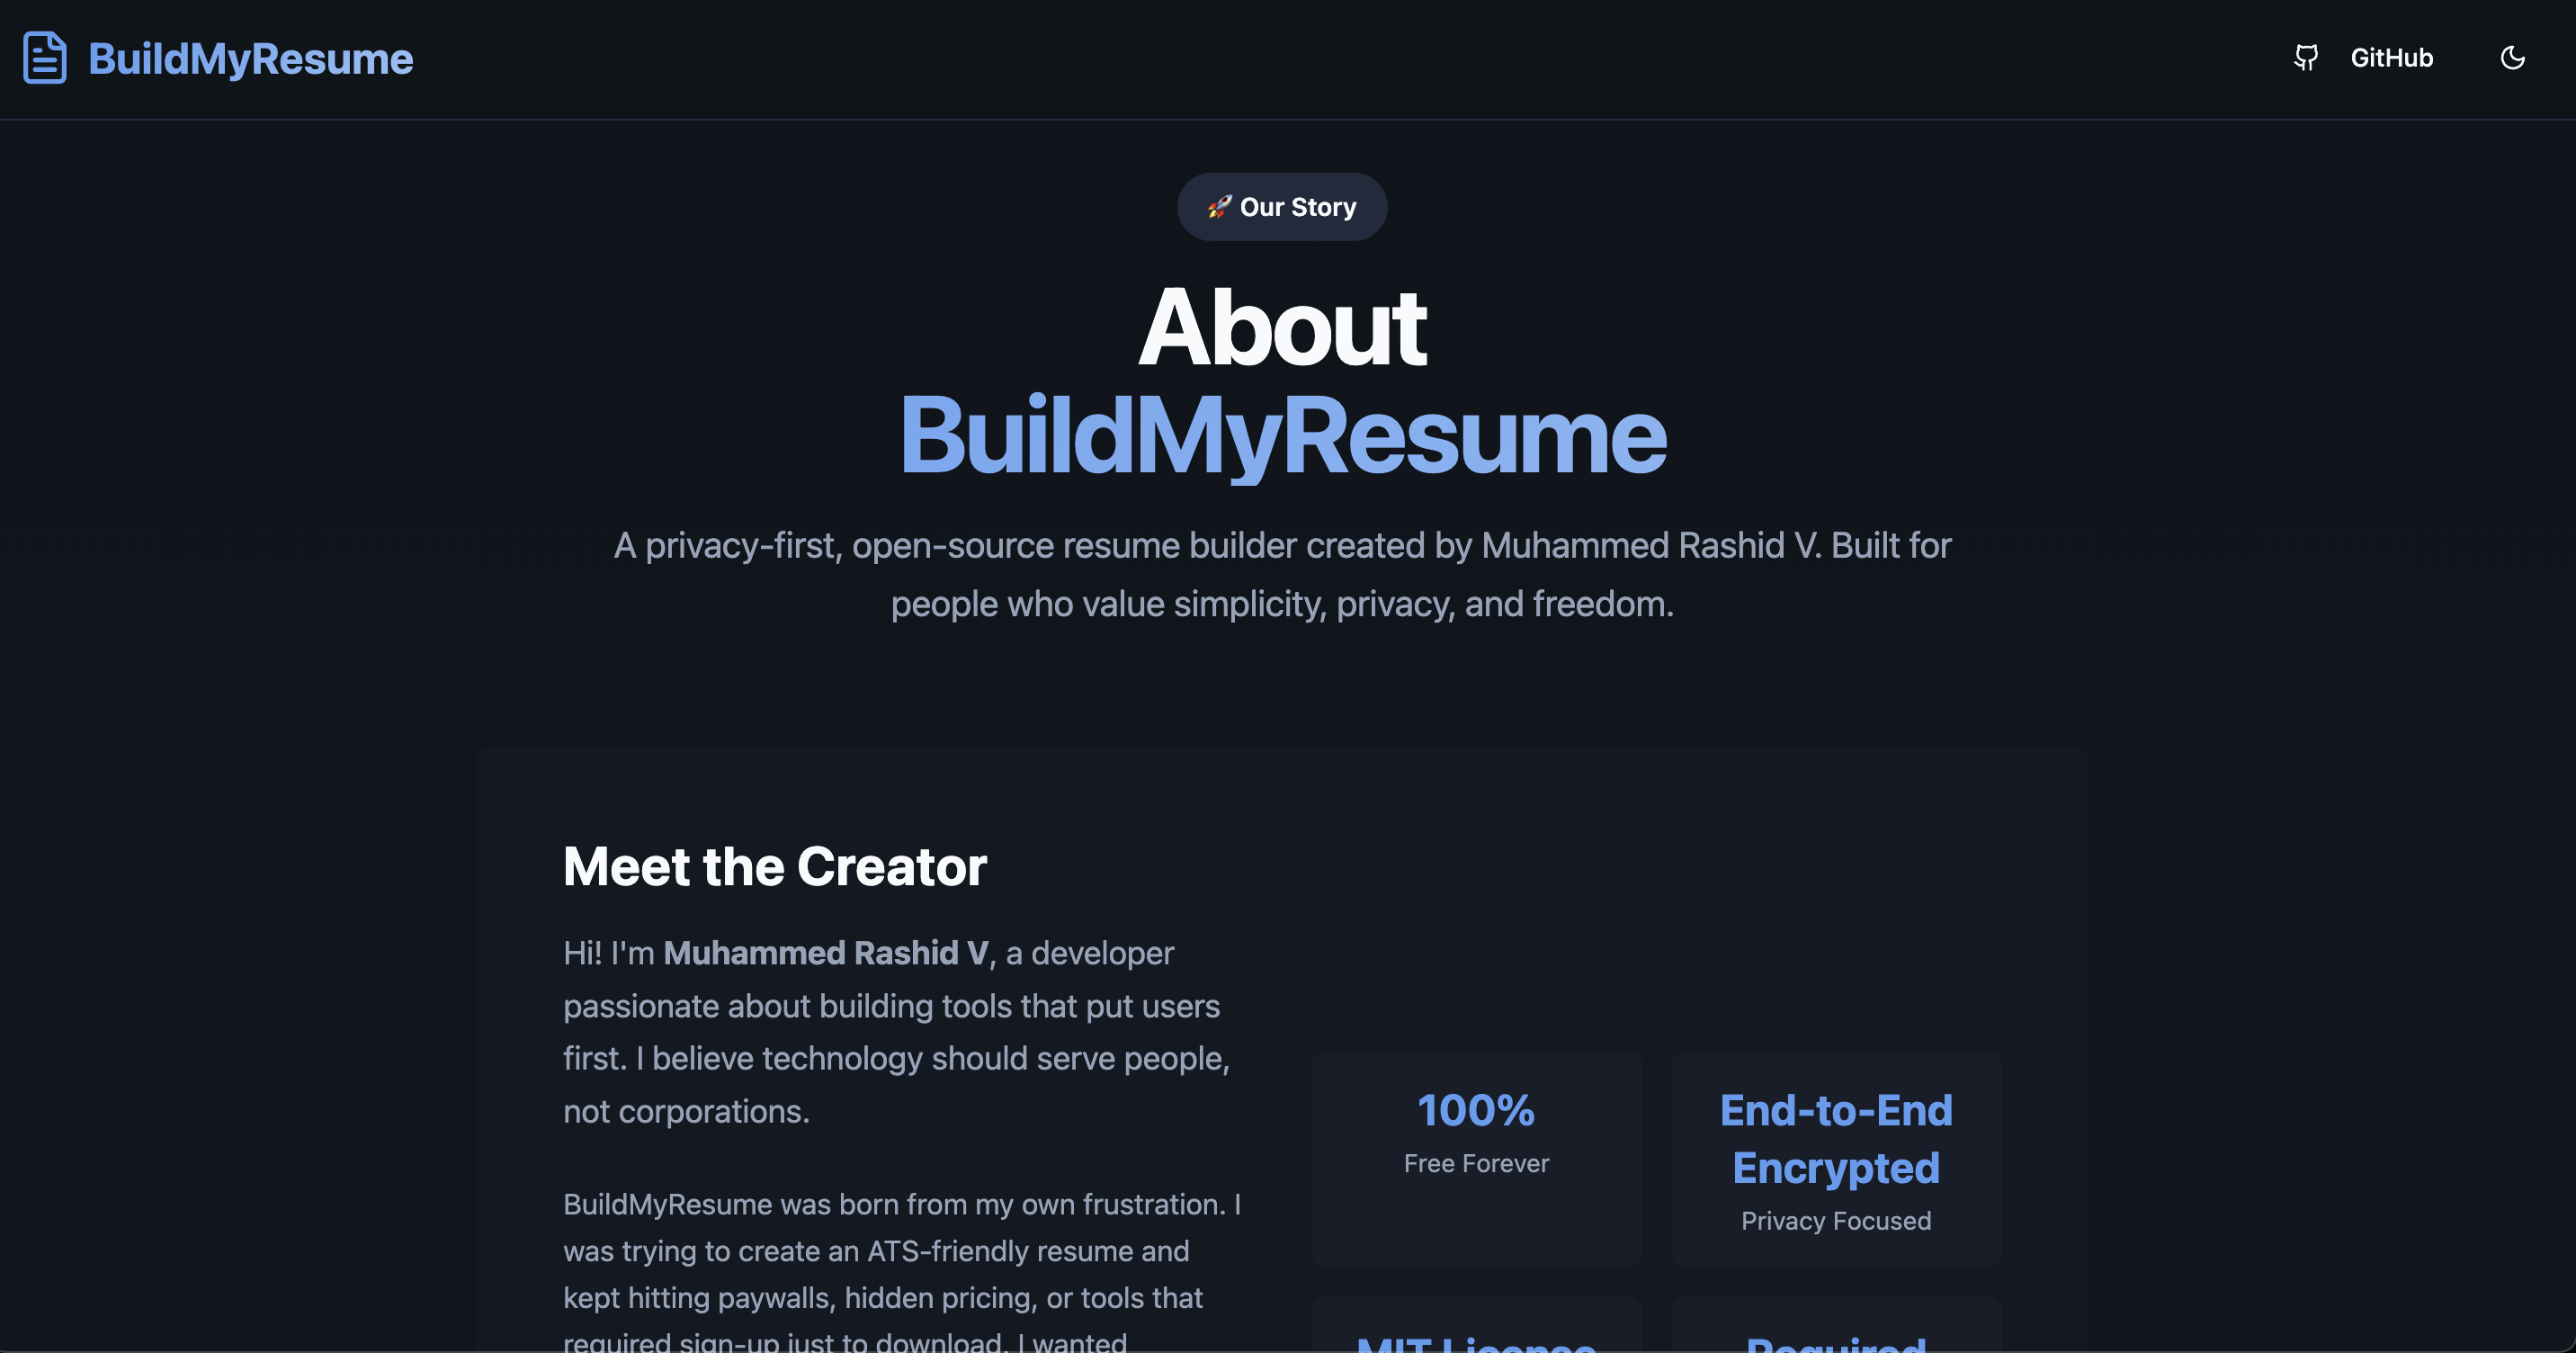 BuildMyResume
GitHub
🚀 Our Story
About
BuildMyResume
A privacy-first, open-source resume builder created by Muhammed Rashid V. Built for
people who value simplicity, privacy, and freedom.
Meet the Creator
Hi! I'm Muhammed Rashid V, a developer
passionate about building tools that put users
first. I believe technology should serve people,
not corporations.
BuildMyResume was born from my own frustration. I
was trying to create an ATS-friendly resume and
kept hitting paywalls, hidden pricing, or tools that
required sign-up just to download. I wanted
100%
Free Forever
End-to-End
Encrypted
Privacy Focused
MIT License
Required